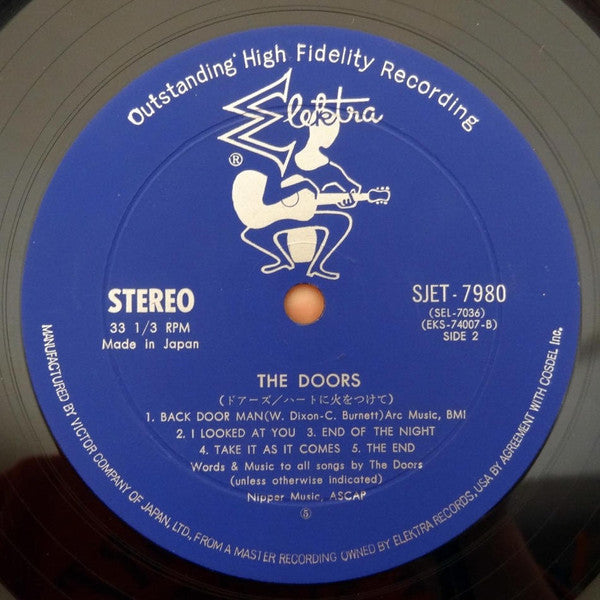 Outstanding High Fidelity Recording
Elektra
®
STEREO
33 1/3 RPM
Made in Japan
SJET-7980
(SEL-7036)
(EKS-74007-B)
SIDE 2
THE DOORS
(ドアーズ/ハートに火をつけて)
1. BACK DOOR MAN(W. Dixon-C. Burnett)Arc Music, BMI
2. I LOOKED AT YOU 3. END OF THE NIGHT
4. TAKE IT AS IT COMES 5. THE END
Words & Music to all songs by The Doors
(unless otherwise indicated)
Nipper Music, ASCAP
Ⓢ
MANUFACTURED BY VICTOR COMPANY OF JAPAN, LTD, FROM A MASTER RECORDING OWNED BY ELEKTRA RECORDS, USA BY AGREEMENT WITH COSDEL Inc.